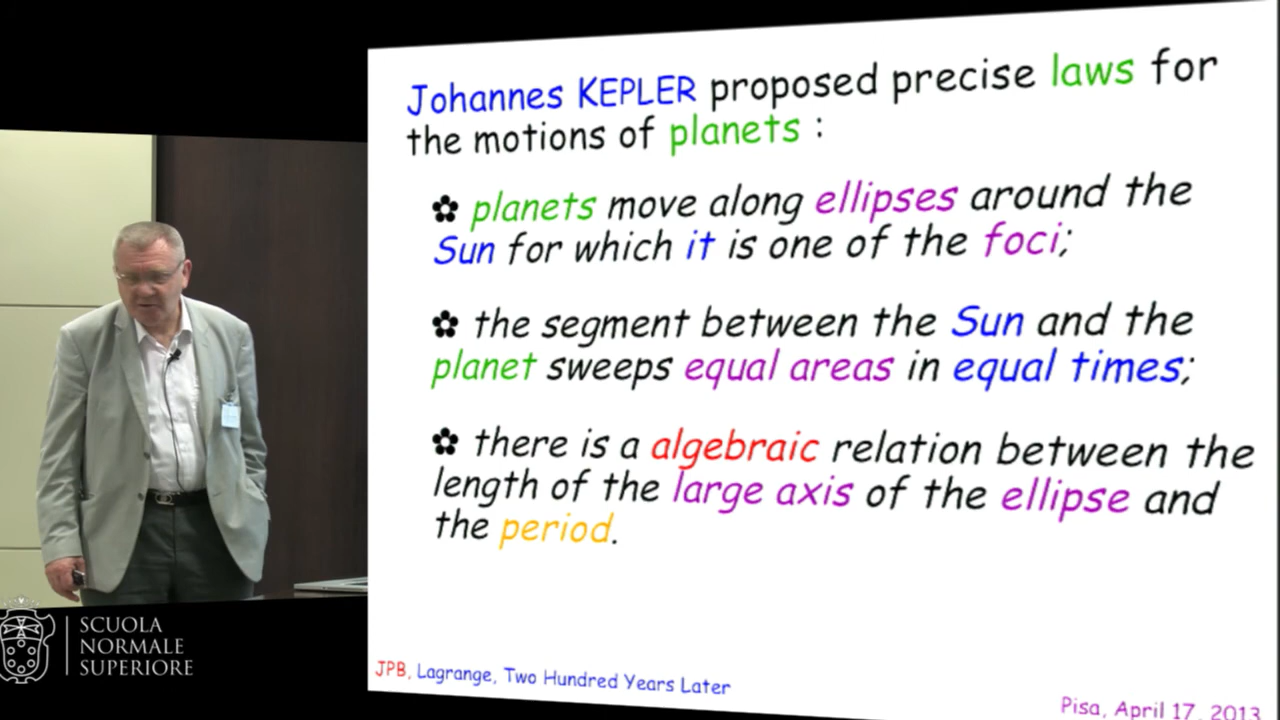 Johannes KEPLER proposed precise laws for
the motions of planets :
✿ planets move along ellipses around the
Sun for which it is one of the foci;
✿ the segment between the Sun and the
planet sweeps equal areas in equal times;
✿ there is a algebraic relation between the
length of the large axis of the ellipse and
the period.
JPB, Lagrange, Two Hundred Years Later
Pisa, April 17, 2013
SCUOLA
NORMALE
SUPERIORE